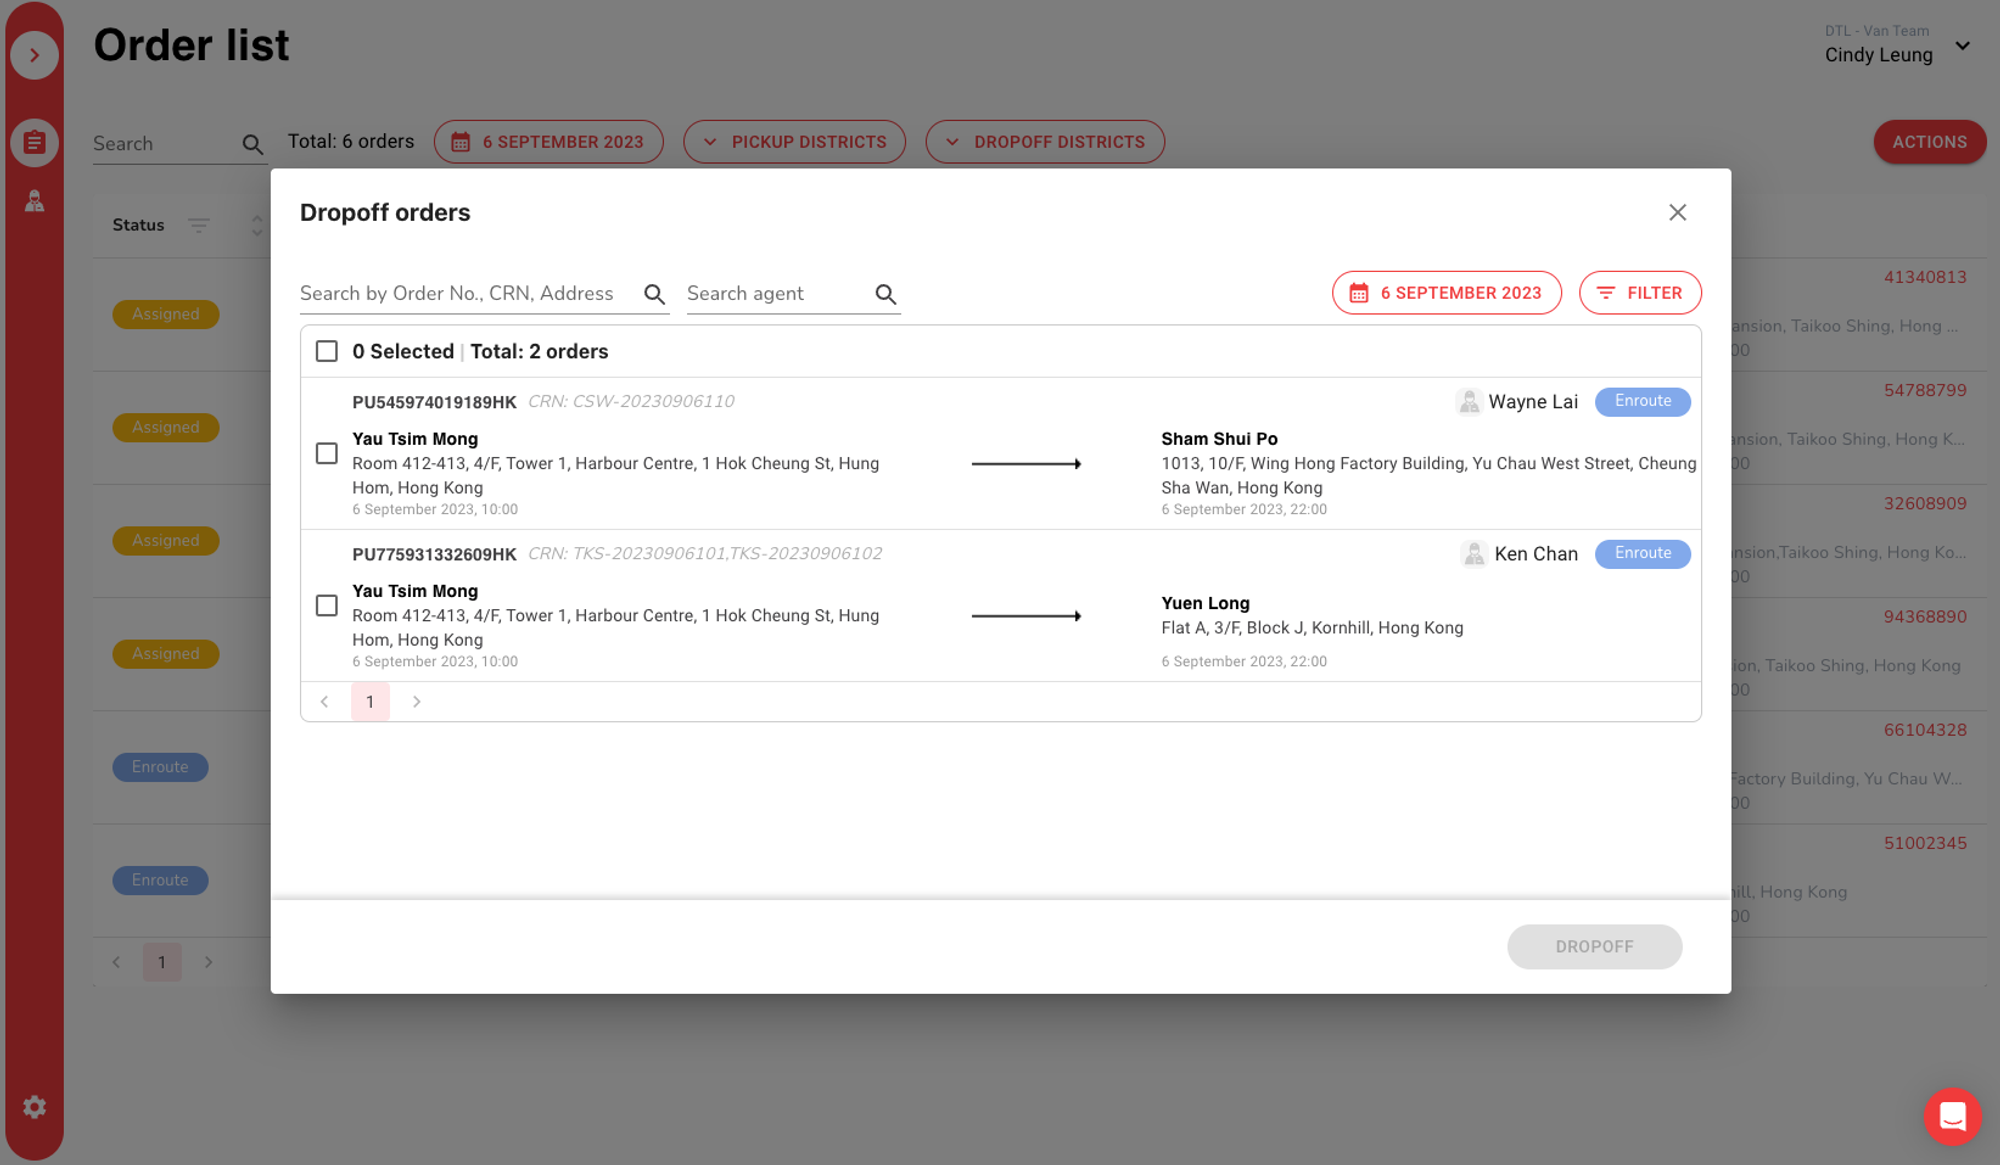 Order list
DTL - Van Team
Cindy Leung
Search
Total: 6 orders
6 SEPTEMBER 2023
PICKUP DISTRICTS
DROPOFF DISTRICTS
ACTIONS
Status
Dropoff orders
Search by Order No., CRN, Address
Search agent
6 SEPTEMBER 2023
FILTER
0 Selected | Total: 2 orders
PU545974019189HK CRN: CSW-20230906110
Wayne Lai
Enroute
Yau Tsim Mong
Room 412-413, 4/F, Tower 1, Harbour Centre, 1 Hok Cheung St, Hung
Hom, Hong Kong
6 September 2023, 10:00
Sham Shui Po
1013, 10/F, Wing Hong Factory Building, Yu Chau West Street, Cheung
Sha Wan, Hong Kong
6 September 2023, 22:00
PU775931332609HK CRN: TKS-20230906101,TKS-20230906102
Ken Chan
Enroute
Yau Tsim Mong
Room 412-413, 4/F, Tower 1, Harbour Centre, 1 Hok Cheung St, Hung
Hom, Hong Kong
6 September 2023, 10:00
Yuen Long
Flat A, 3/F, Block J, Kornhill, Hong Kong
6 September 2023, 22:00
1
DROPOFF
Assigned
41340813
ansion, Taikoo Shing, Hong ...
00
Assigned
54788799
ansion, Taikoo Shing, Hong K...
00
Assigned
32608909
ansion,Taikoo Shing, Hong Ko...
00
Assigned
94368890
ion, Taikoo Shing, Hong Kong
00
Enroute
66104328
Factory Building, Yu Chau W...
00
Enroute
51002345
ill, Hong Kong
00
1